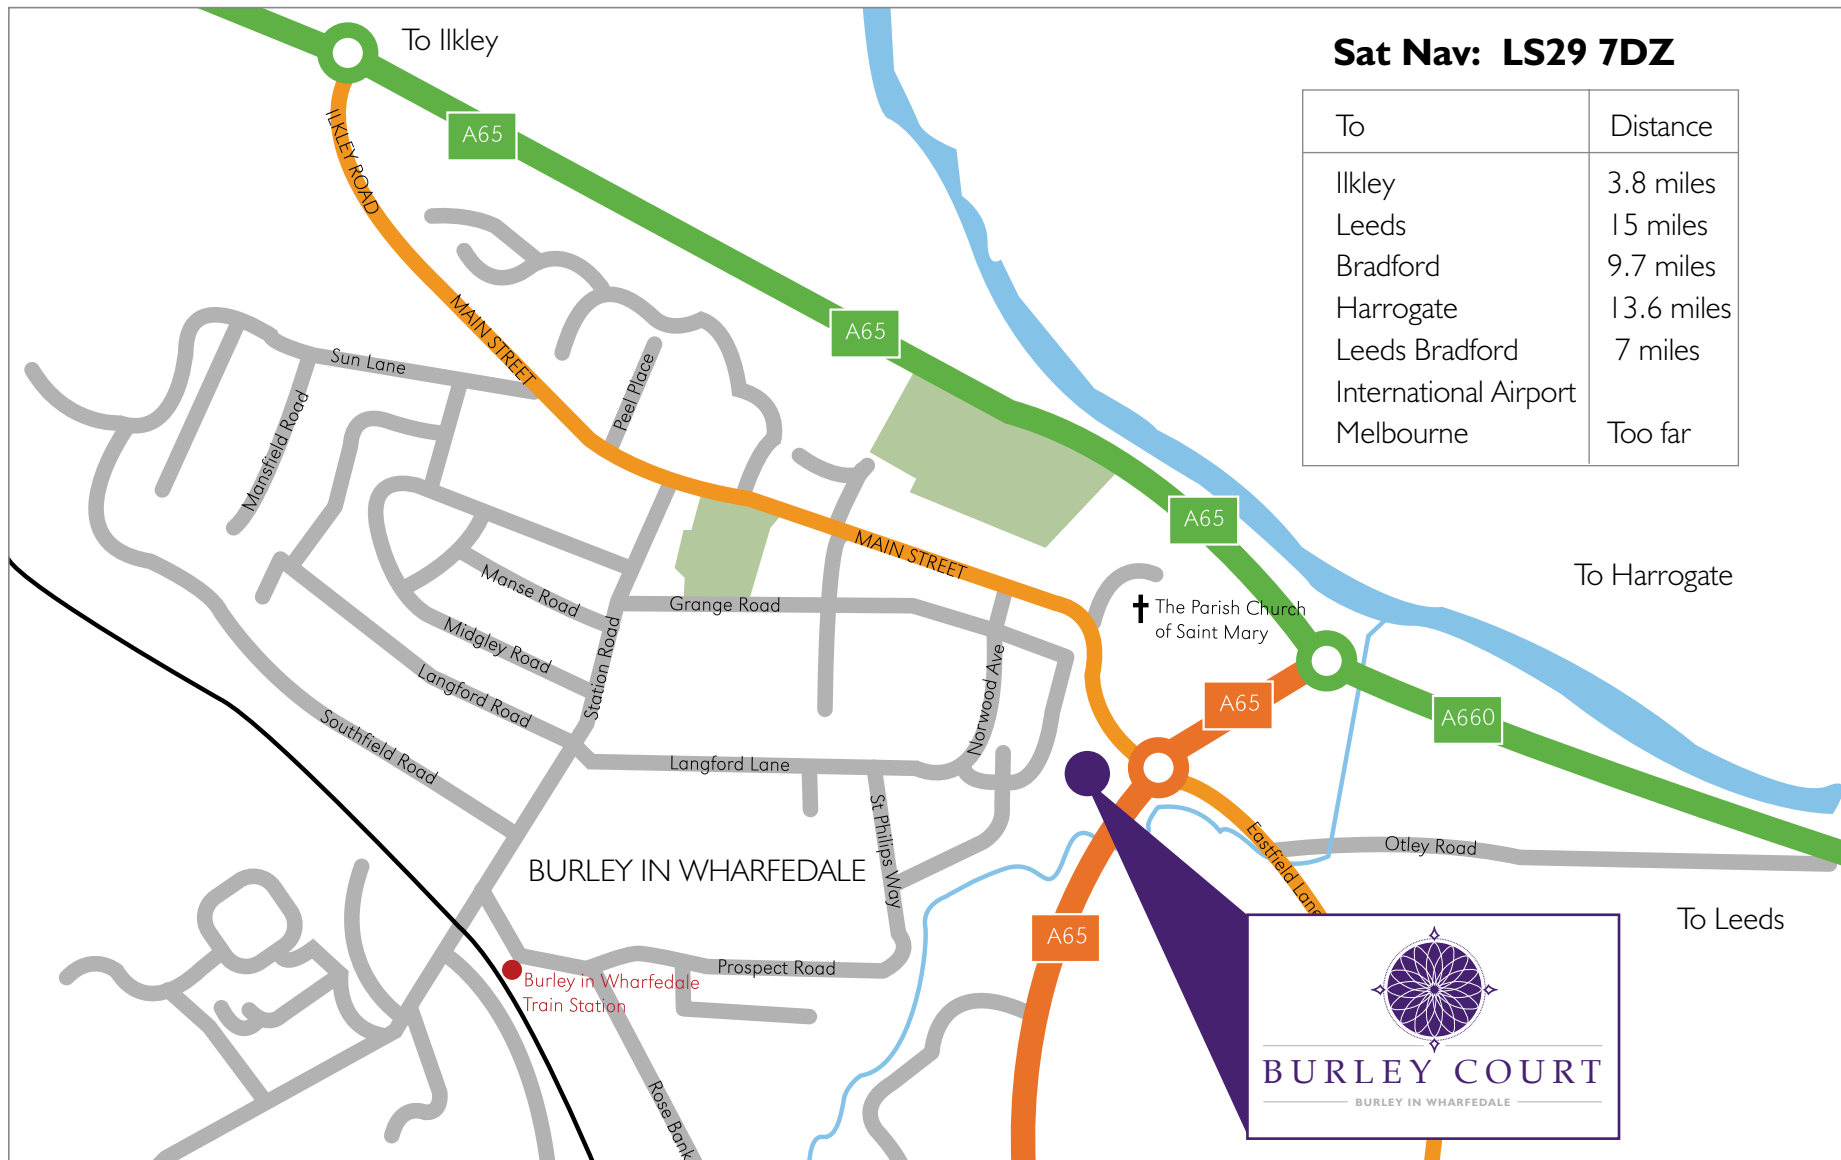 To Ilkley
Sat Nav: LS29 7DZ
To Distance
Ilkley 3.8 miles
Leeds 15 miles
Bradford 9.7 miles
Harrogate 13.6 miles
Leeds Bradford 7 miles
International Airport
Melbourne Too far
A65
ILKLEY ROAD
MAIN STREET
A65
Sun Lane
Peel Place
Mansfield Road
A65
MAIN STREET
To Harrogate
Manse Road
Grange Road
The Parish Church
of Saint Mary
Midgley Road
Station Road
Langford Road
Norwood Ave
A65
A660
Southfield Road
Langford Lane
St Philips Way
Eastfield Lane
Otley Road
BURLEY IN WHARFEDALE
To Leeds
A65
Prospect Road
Burley in Wharfedale
Train Station
Rose Bank
BURLEY COURT
BURLEY IN WHARFEDALE